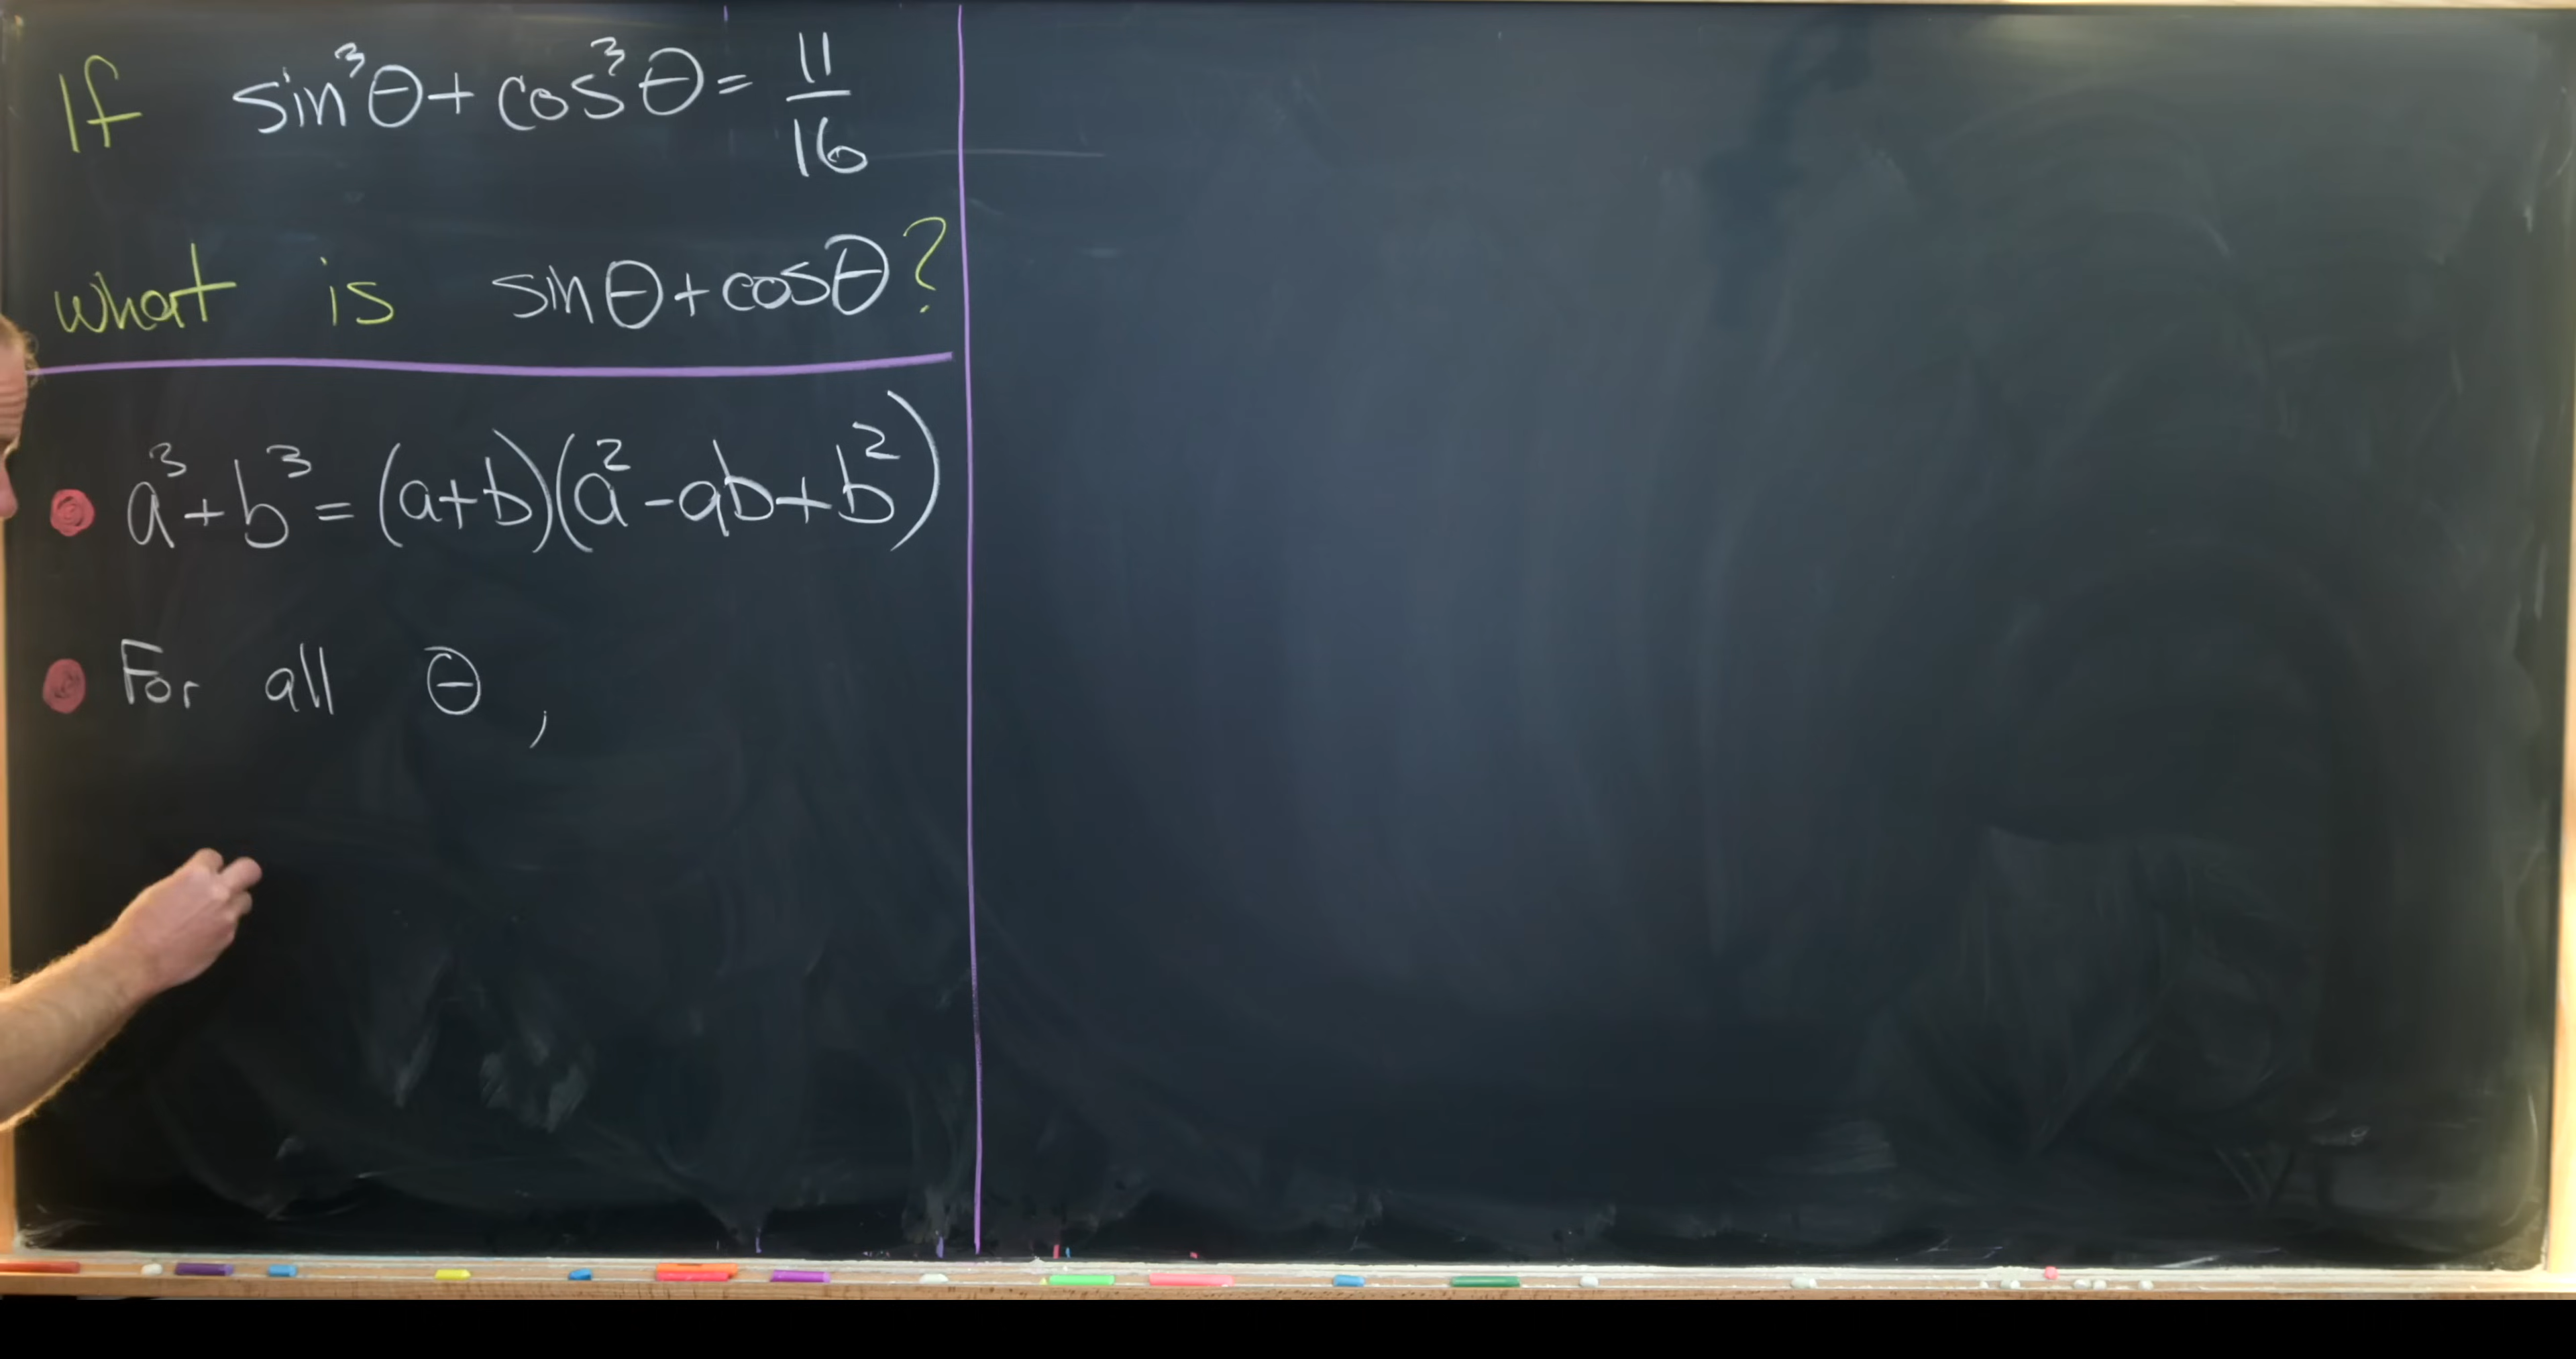 If sin³θ + cos³θ = 11/16
what is sinθ + cosθ?
• a³ + b³ = (a+b)(a² - ab + b²)
• For all θ,